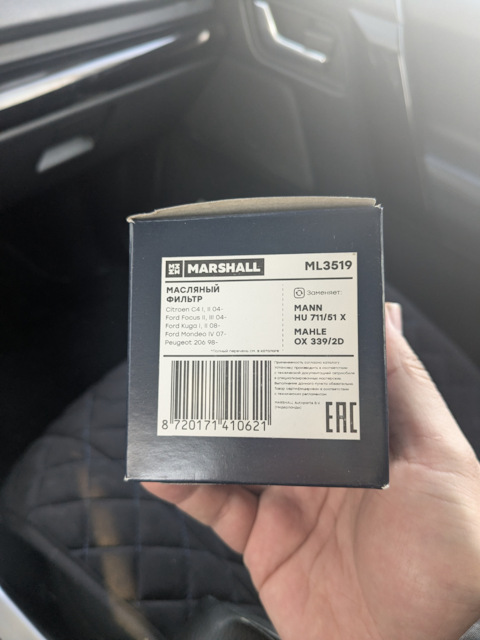 MARSHALL
ML3519
МАСЛЯНЫЙ
ФИЛЬТР
Citroen C4 I, II 04-
Ford Focus II, III 04-
Ford Kuga I, II 08-
Ford Mondeo IV 07-
Peugeot 206 98-
Заменяет:
MANN
HU 711/51 X
MAHLE
OX 339/2D
8 720171 410621
EAC